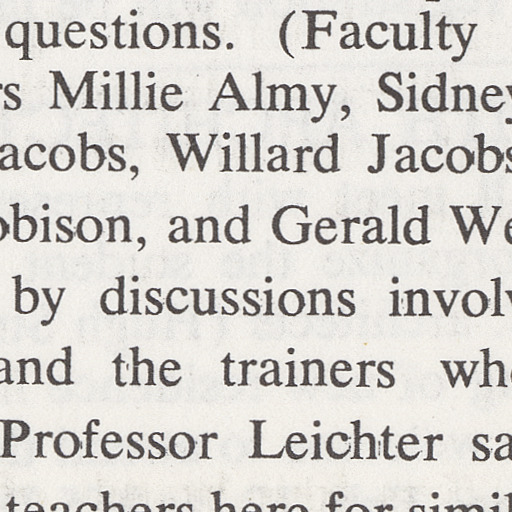 questions. (Faculty
rs Millie Almy, Sidney
acobs, Willard Jacobs
obison, and Gerald We
by discussions involv
and the trainers who
Professor Leichter sa
teachers here for simil